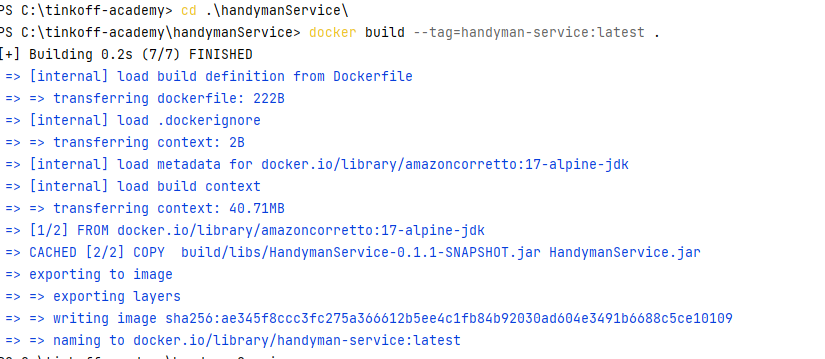 PS C:\tinkoff-academy> cd .\handymanService\
PS C:\tinkoff-academy\handymanService> docker build --tag=handyman-service:latest .
[+] Building 0.2s (7/7) FINISHED
=> [internal] load build definition from Dockerfile
=> => transferring dockerfile: 222B
=> [internal] load .dockerignore
=> => transferring context: 2B
=> [internal] load metadata for docker.io/library/amazoncorretto:17-alpine-jdk
=> [internal] load build context
=> => transferring context: 40.71MB
=> [1/2] FROM docker.io/library/amazoncorretto:17-alpine-jdk
=> CACHED [2/2] COPY  build/libs/HandymanService-0.1.1-SNAPSHOT.jar HandymanService.jar
=> exporting to image
=> => exporting layers
=> => writing image sha256:ae345f8ccc3fc275a366612b5ee4c1fb84b92030ad604e3491b6688c5ce10109
=> => naming to docker.io/library/handyman-service:latest